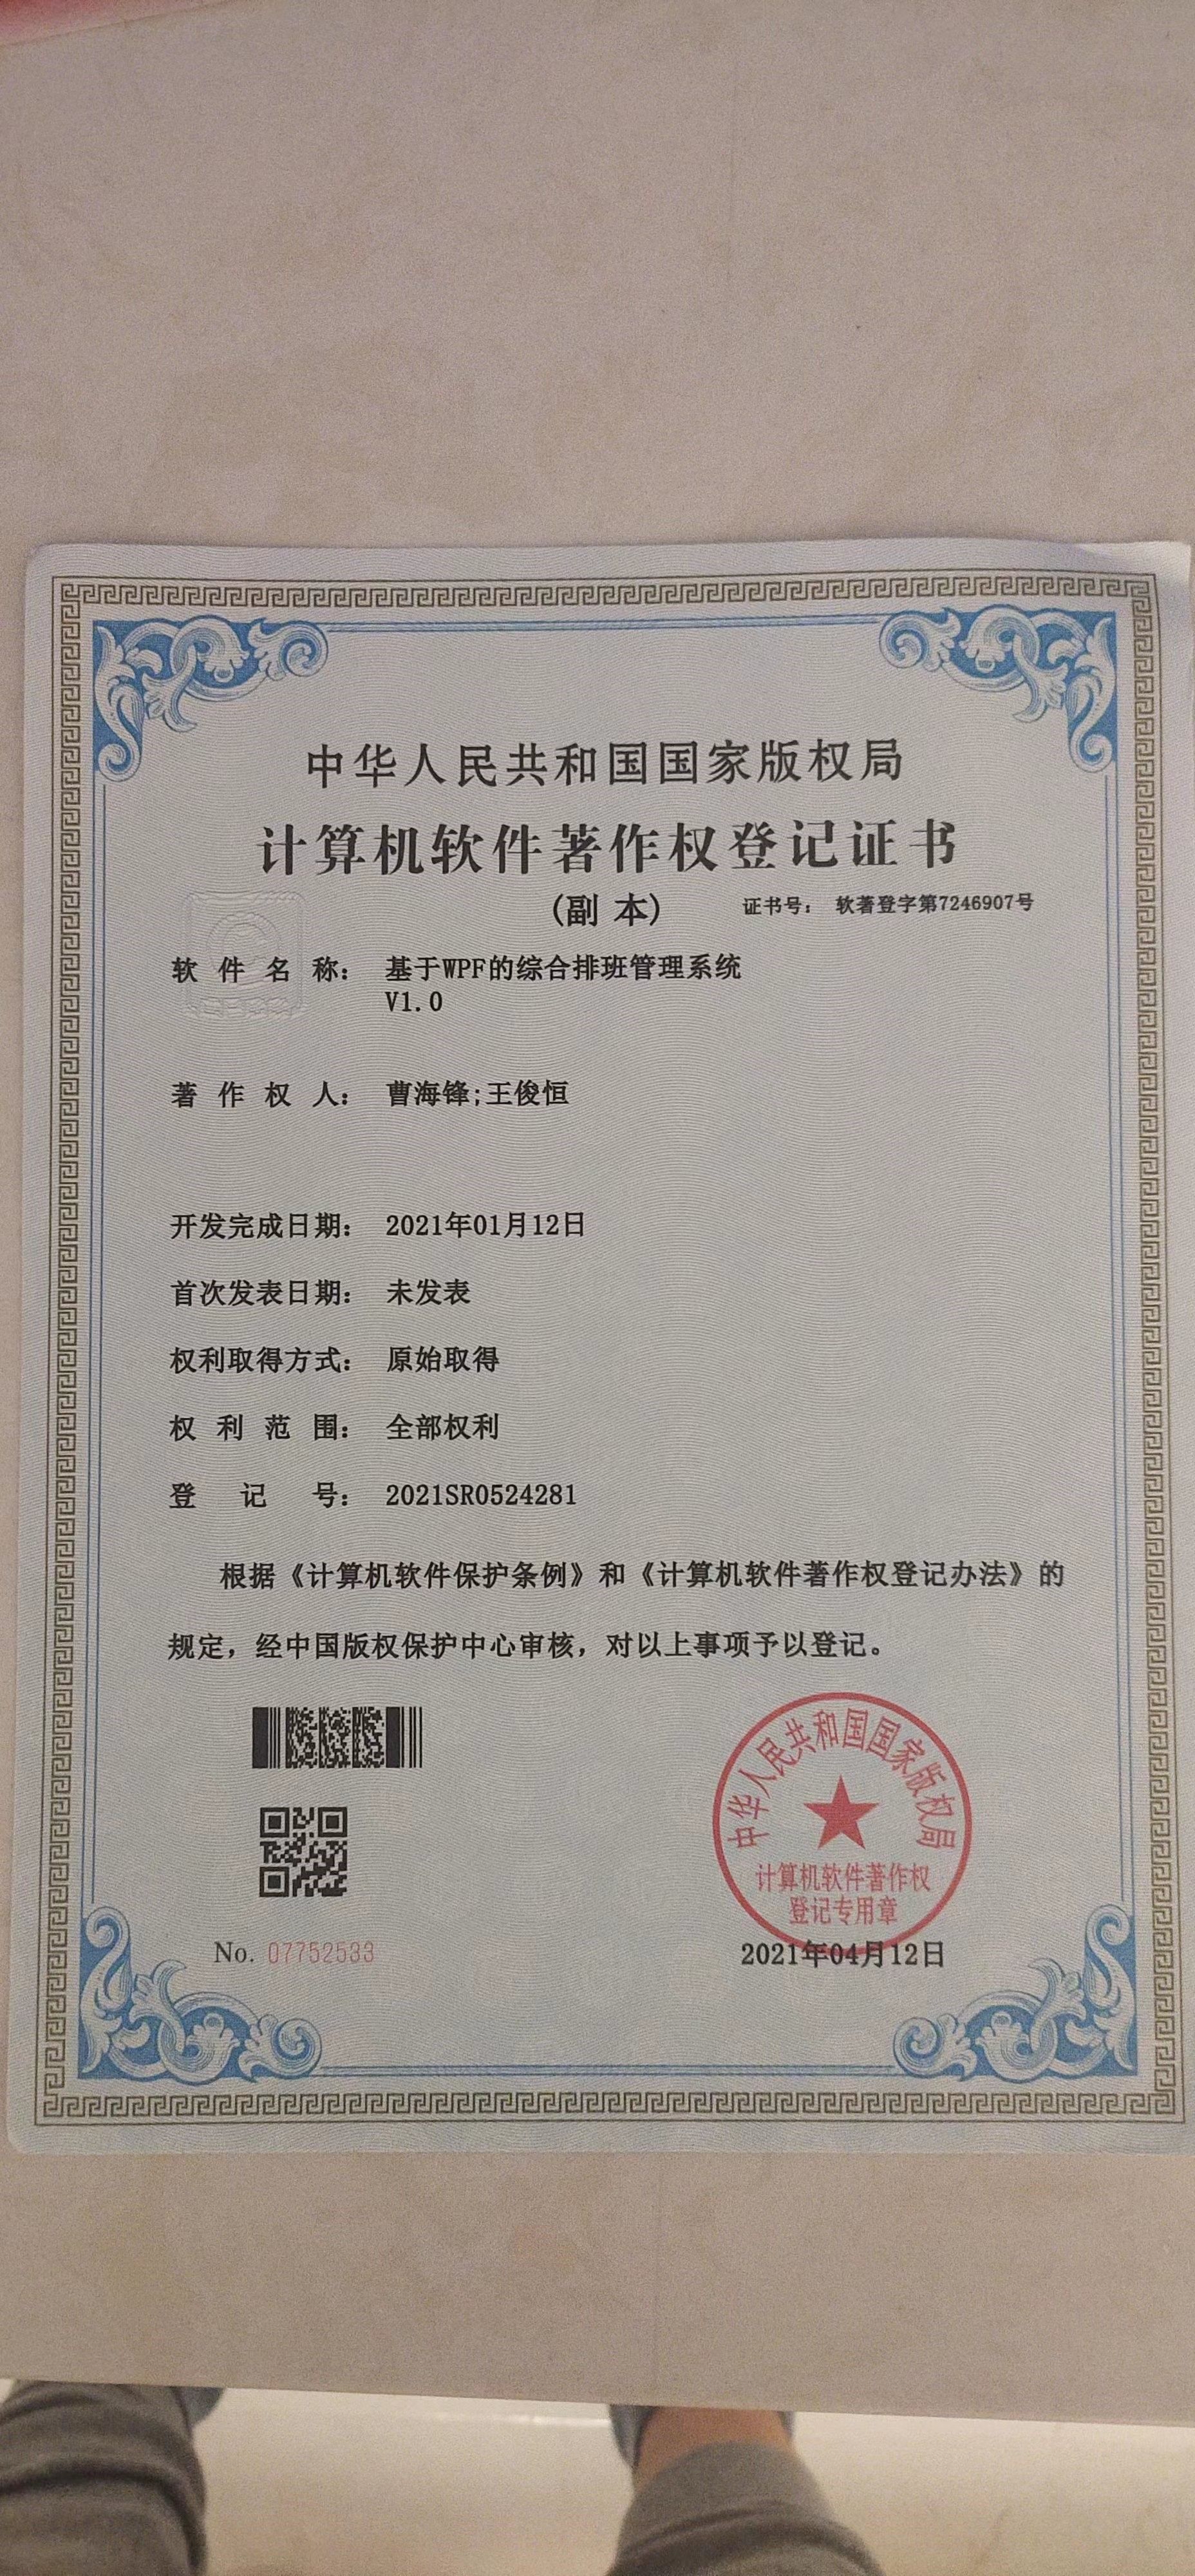 中华人民共和国国家版权局
计算机软件著作权登记证书
(副 本)
证书号： 软著登字第7246907号
软件名称： 基于WPF的综合排班管理系统
V1.0
著作权人： 曹海锋;王俊恒
开发完成日期： 2021年01月12日
首次发表日期： 未发表
权利取得方式： 原始取得
权利范围： 全部权利
登记号： 2021SR0524281
根据《计算机软件保护条例》和《计算机软件著作权登记办法》的
规定，经中国版权保护中心审核，对以上事项予以登记。
中华人民共和国国家版权局
计算机软件著作权
登记专用章
No. 07752533
2021年04月12日